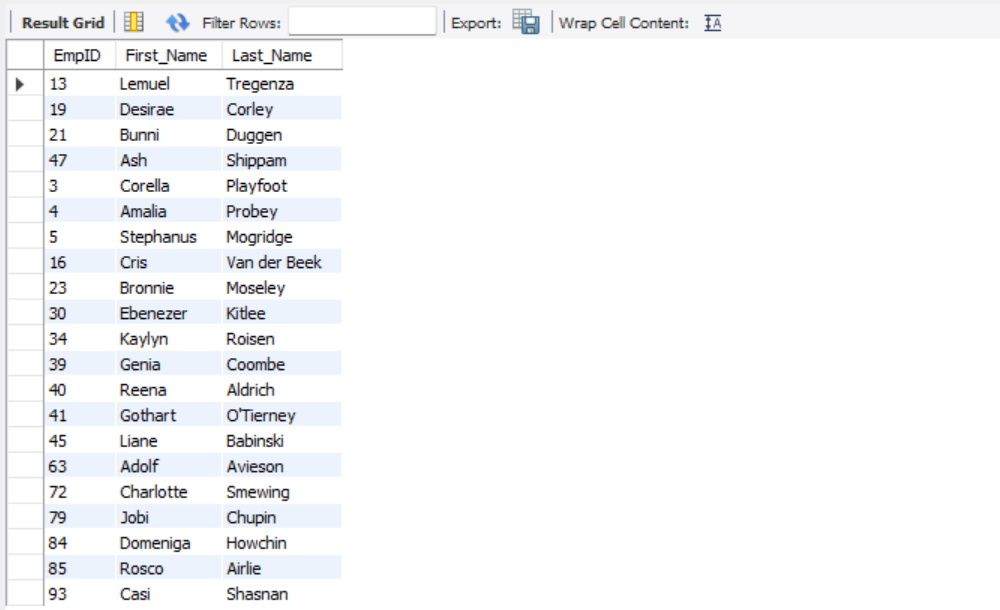 Result Grid Filter Rows: Export: Wrap Cell Content: IA
EmpID First_Name Last_Name
13 Lemuel Tregenza
19 Desirae Corley
21 Bunni Duggen
47 Ash Shippam
3 Corella Playfoot
4 Amalia Probey
5 Stephanus Mogridge
16 Cris Van der Beek
23 Bronnie Moseley
30 Ebenezer Kitlee
34 Kaylyn Roisen
39 Genia Coombe
40 Reena Aldrich
41 Gothart O'Tierney
45 Liane Babinski
63 Adolf Avieson
72 Charlotte Smewing
79 Jobi Chupin
84 Domeniga Howchin
85 Rosco Airlie
93 Casi Shasnan